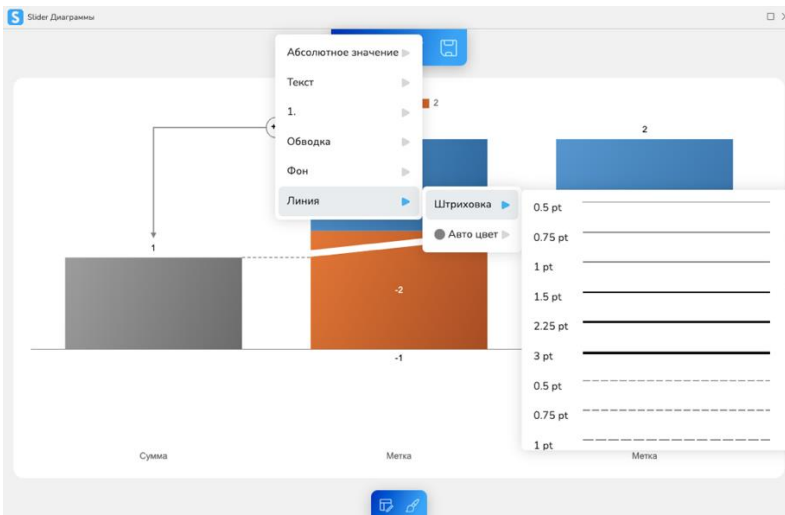 S Slider Диаграммы
Абсолютное значение
Текст
1.
Обводка
Фон
Линия
Штриховка
Авто цвет
0.5 pt
0.75 pt
1 pt
1.5 pt
2.25 pt
3 pt
0.5 pt
0.75 pt
1 pt
2
2
1
-2
-1
Сумма
Метка
Метка